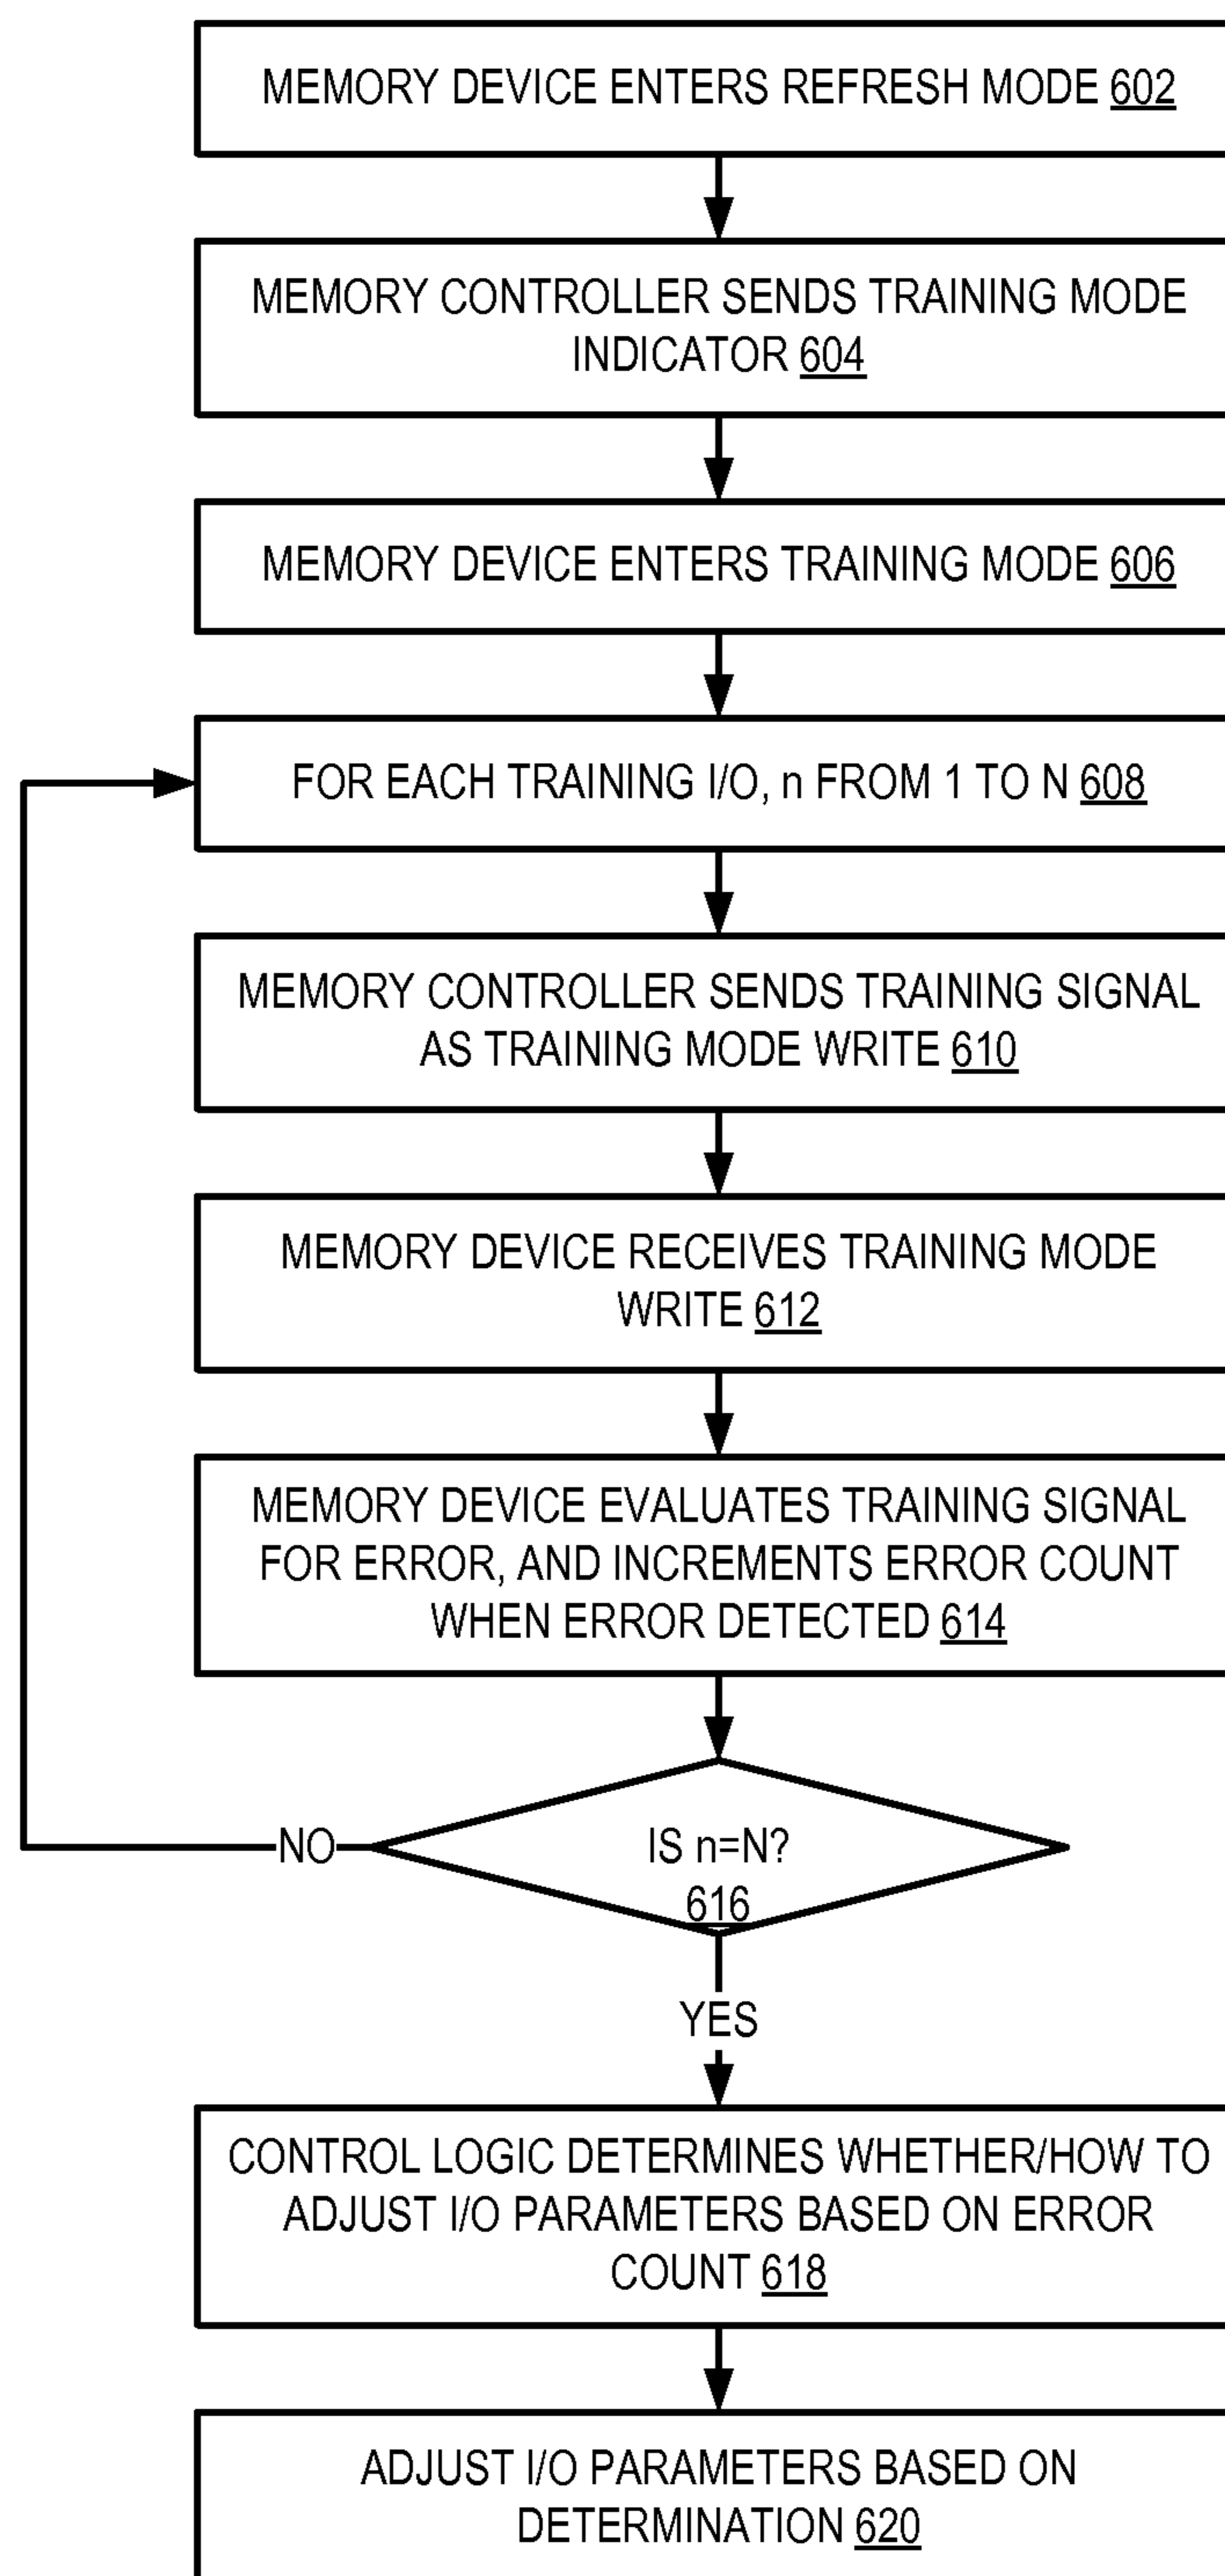 MEMORY DEVICE ENTERS REFRESH MODE 602
MEMORY CONTROLLER SENDS TRAINING MODE
INDICATOR 604
MEMORY DEVICE ENTERS TRAINING MODE 606
FOR EACH TRAINING I/O, n FROM 1 TO N 608
MEMORY CONTROLLER SENDS TRAINING SIGNAL
AS TRAINING MODE WRITE 610
MEMORY DEVICE RECEIVES TRAINING MODE
WRITE 612
MEMORY DEVICE EVALUATES TRAINING SIGNAL
FOR ERROR, AND INCREMENTS ERROR COUNT
WHEN ERROR DETECTED 614
NO
IS n=N?
616
YES
CONTROL LOGIC DETERMINES WHETHER/HOW TO
ADJUST I/O PARAMETERS BASED ON ERROR
COUNT 618
ADJUST I/O PARAMETERS BASED ON
DETERMINATION 620